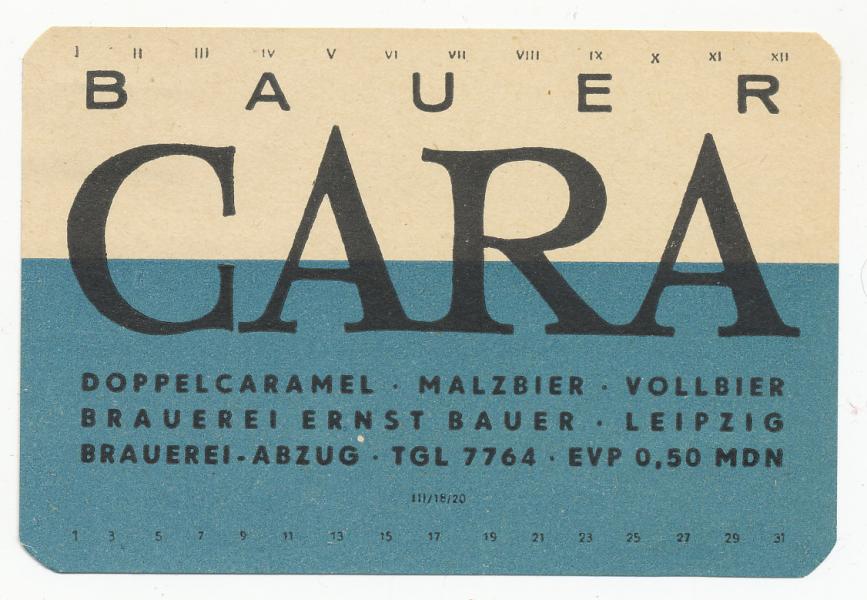 I II III IV V VI VII VIII IX X XI XII
BAUER
CARA
DOPPELCARAMEL · MALZBIER · VOLLBIER
BRAUEREI ERNST BAUER · LEIPZIG
BRAUEREI-ABZUG · TGL 7764 · EVP 0,50 MDN
III/18/20
1 3 5 7 9 11 13 15 17 19 21 23 25 27 29 31